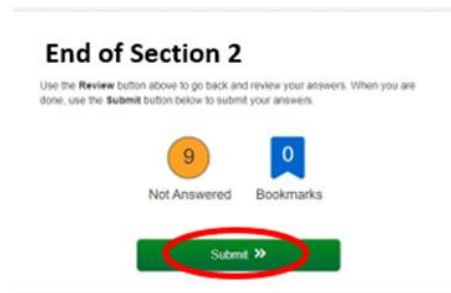 End of Section 2
Use the Review button above to go back and review your answers. When you are
done, use the Submit button below to submit your answers.
9
0
Not Answered
Bookmarks
Submit »